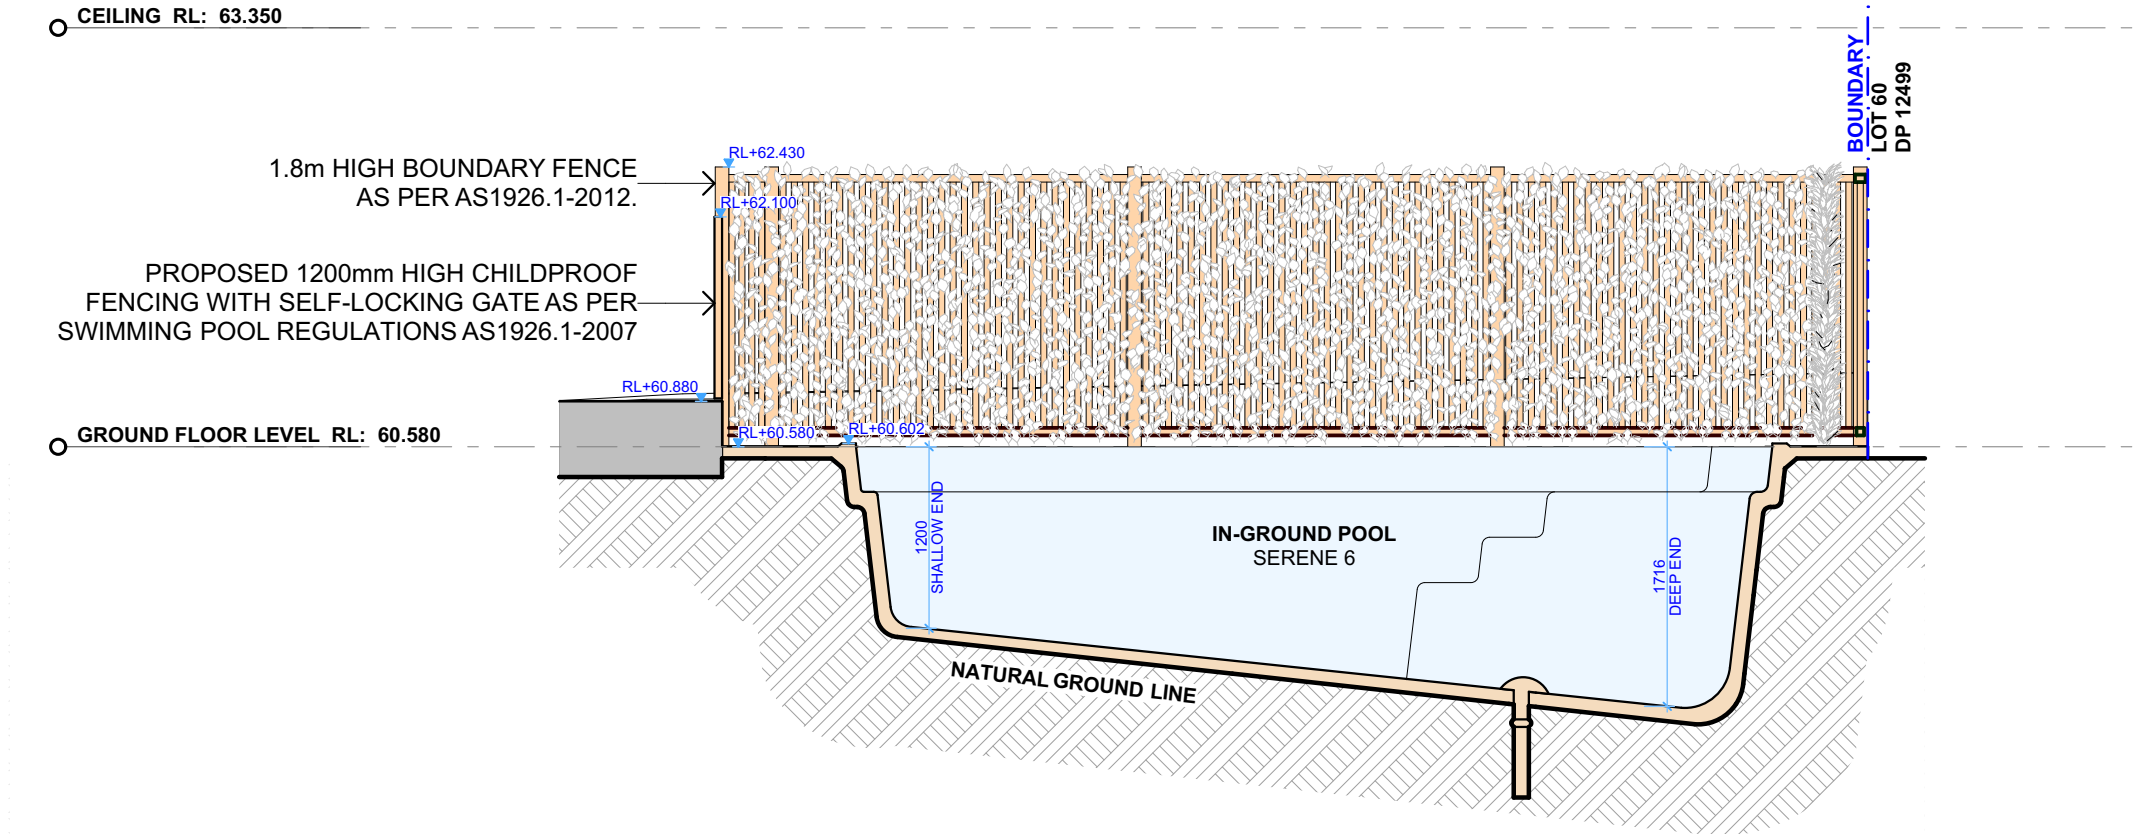 CEILING RL: 63.350
BOUNDARY
LOT 60
DP 12499
RL+62.430
1.8m HIGH BOUNDARY FENCE
AS PER AS1926.1-2012.
RL+62.100
PROPOSED 1200mm HIGH CHILDPROOF
FENCING WITH SELF-LOCKING GATE AS PER
SWIMMING POOL REGULATIONS AS1926.1-2007
RL+60.880
GROUND FLOOR LEVEL RL: 60.580
RL+60.580
RL+60.602
1200
SHALLOW END
IN-GROUND POOL
SERENE 6
1716
DEEP END
NATURAL GROUND LINE